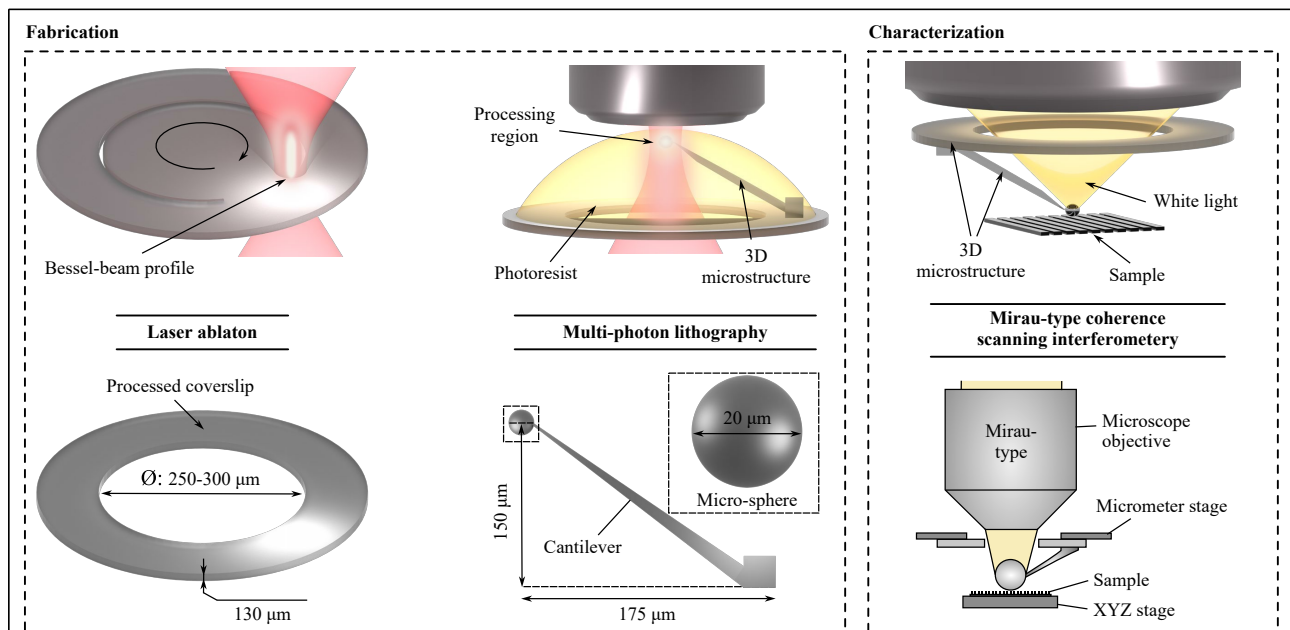 Fabrication
Characterization
Processing
region
White light
3D
microstructure
Sample
Bessel-beam profile
Photoresist
3D
microstructure
Laser ablaton
Multi-photon lithography
Mirau-type coherence
scanning interferometery
Processed coverslip
Ø: 250-300 μm
130 μm
20 μm
Micro-sphere
150 μm
Cantilever
175 μm
Mirau-
type
Microscope
objective
Micrometer stage
Sample
XYZ stage